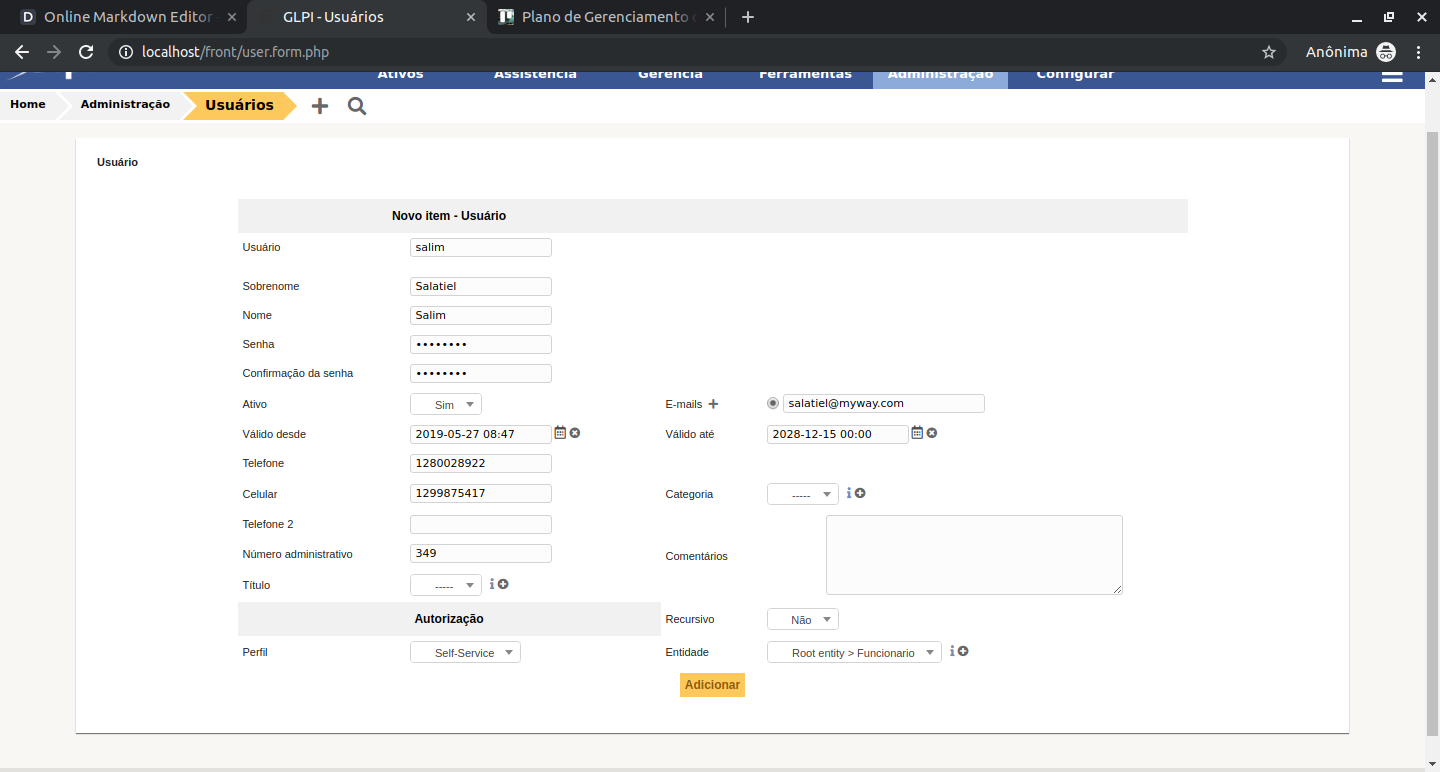 Online Markdown Editor
GLPI - Usuários
Plano de Gerenciamento
localhost/front/user.form.php
Anônima
Ativos Assistência Gerência Ferramentas Administração Configurar
Home Administração Usuários
Usuário
Novo item - Usuário
Usuário salim
Sobrenome Salatiel
Nome Salim
Senha ••••••••
Confirmação da senha ••••••••
Ativo Sim E-mails salatiel@myway.com
Válido desde 2019-05-27 08:47 Válido até 2028-12-15 00:00
Telefone 1280028922
Celular 1299875417 Categoria -----
Telefone 2
Número administrativo 349 Comentários
Título -----
Autorização Recursivo Não
Perfil Self-Service Entidade Root entity > Funcionario
Adicionar